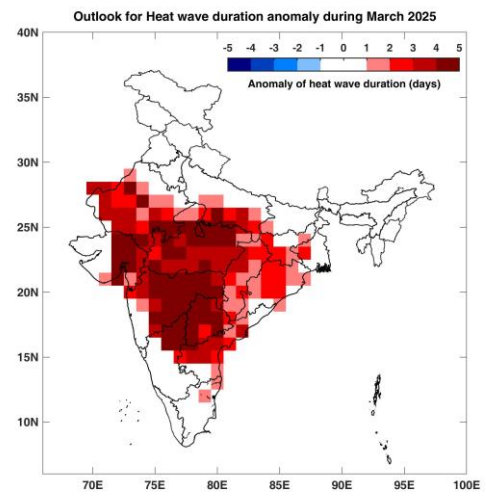 Outlook for Heat wave duration anomaly during March 2025
40N
-5 -4 -3 -2 -1 0 1 2 3 4 5
Anomaly of heat wave duration (days)
35N
30N
25N
20N
15N
10N
70E 75E 80E 85E 90E 95E 100E